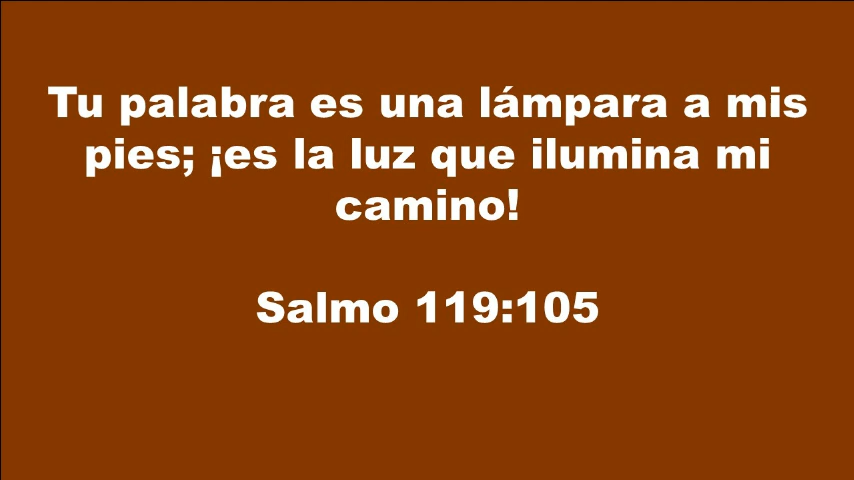 Tu palabra es una lámpara a mis
pies; ¡es la luz que ilumina mi
camino!
Salmo 119:105